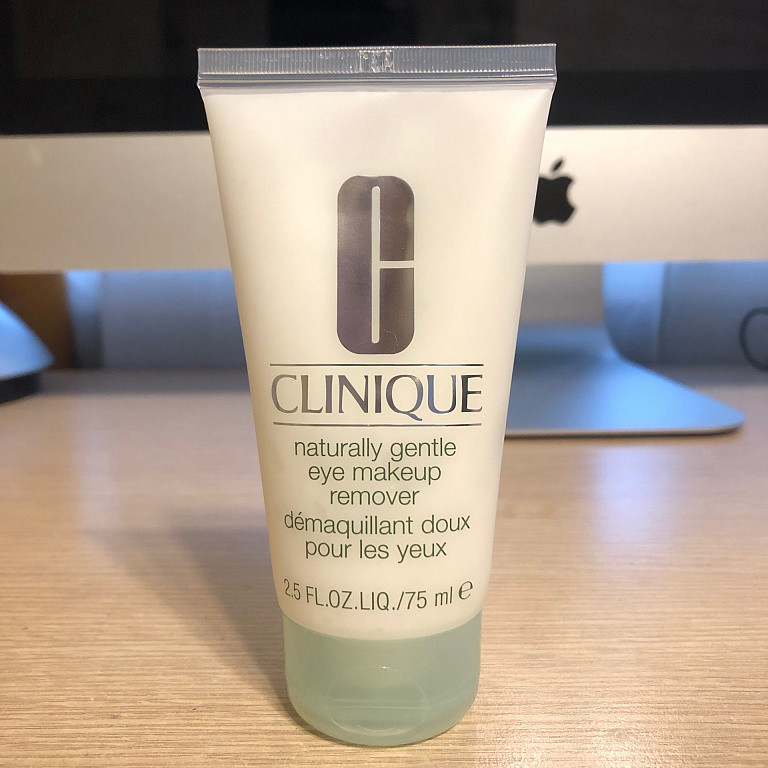 CLINIQUE
naturally gentle
eye makeup
remover
démaquillant doux
pour les yeux
2.5 FL.OZ.LIQ./75 ml ℮